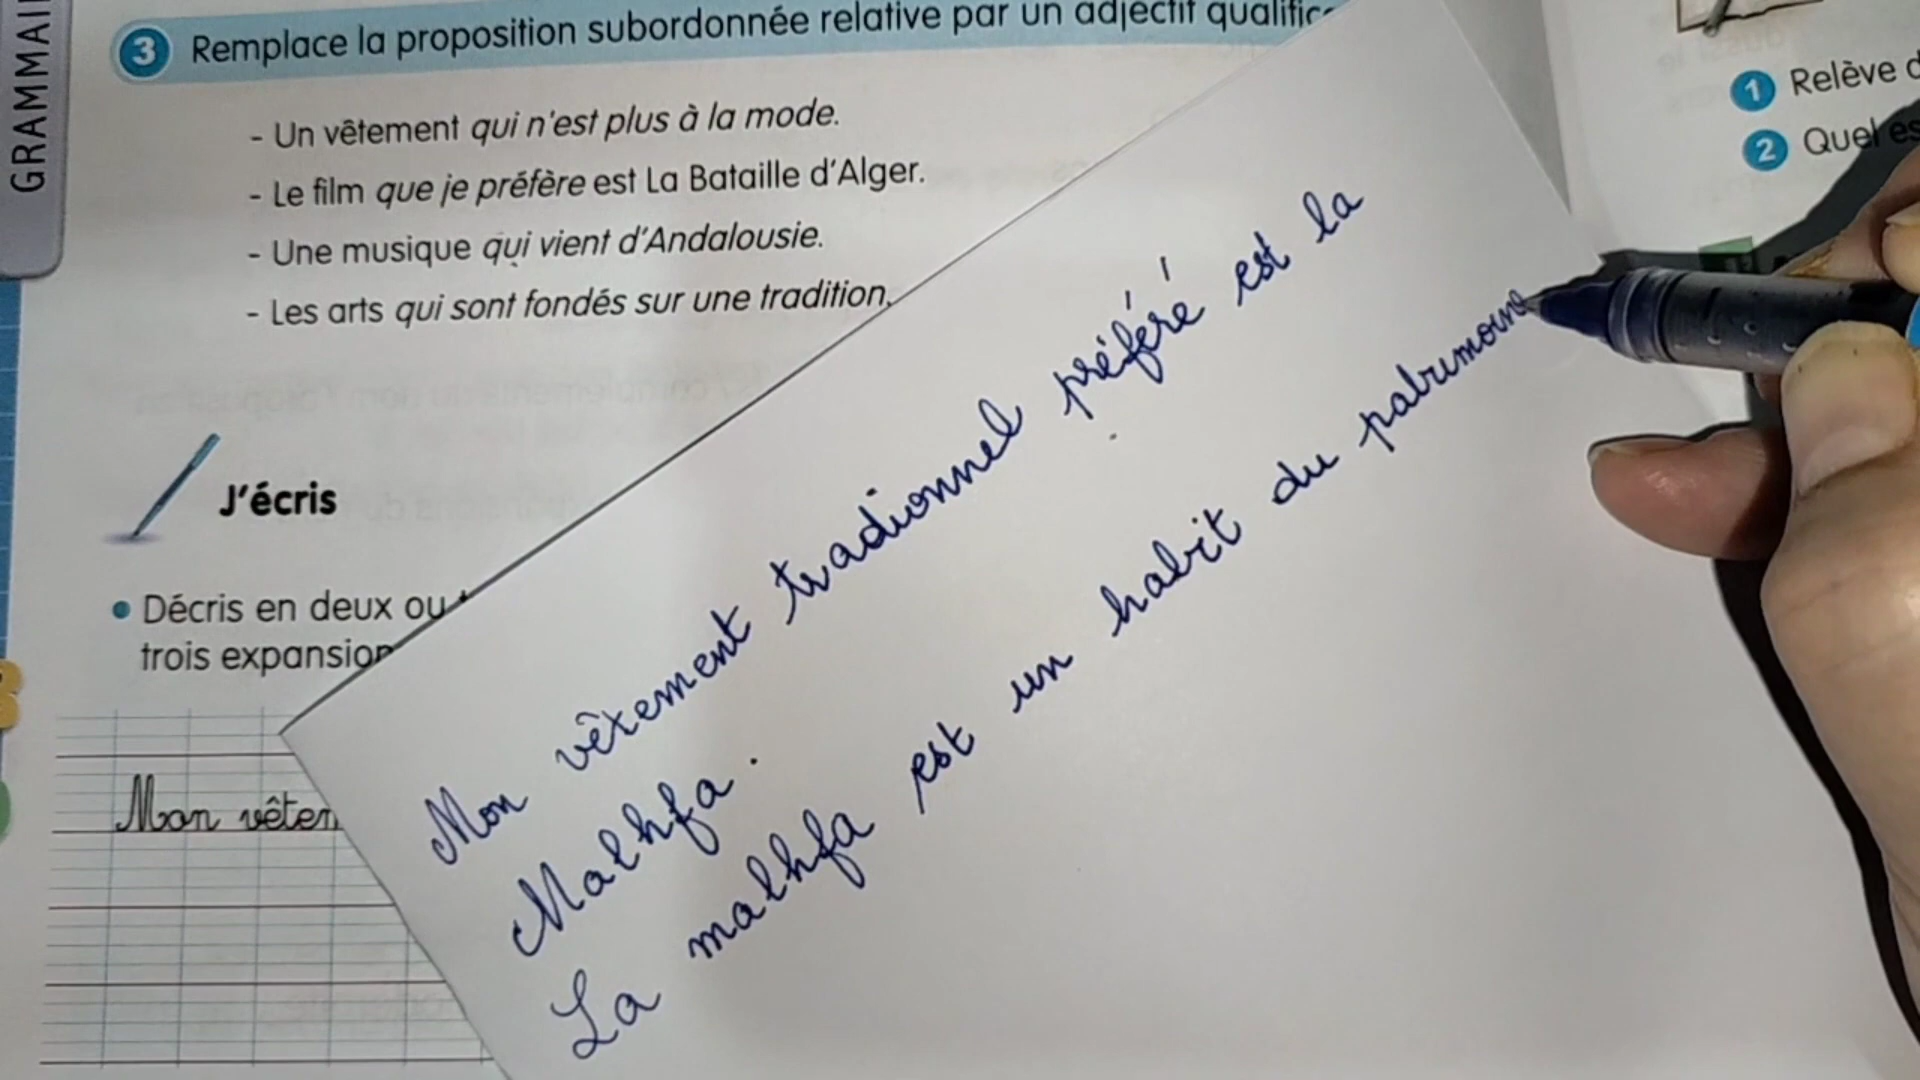 GRAMMAI
3 Remplace la proposition subordonnée relative par un adjectif
- Un vêtement qui n'est plus à la mode.
- Le film que je préfère est La Bataille d'Alger.
- Une musique qui vient d'Andalousie.
- Les arts qui sont fondés sur une tradition.
J'écris
• Décris en deux ou
trois expansion
Mon vêtem
Mon vêtement tradionnel préféré est la
Malhfa.
La malhfa est un habit du patrimoine
1 Relève d
2 Quel es